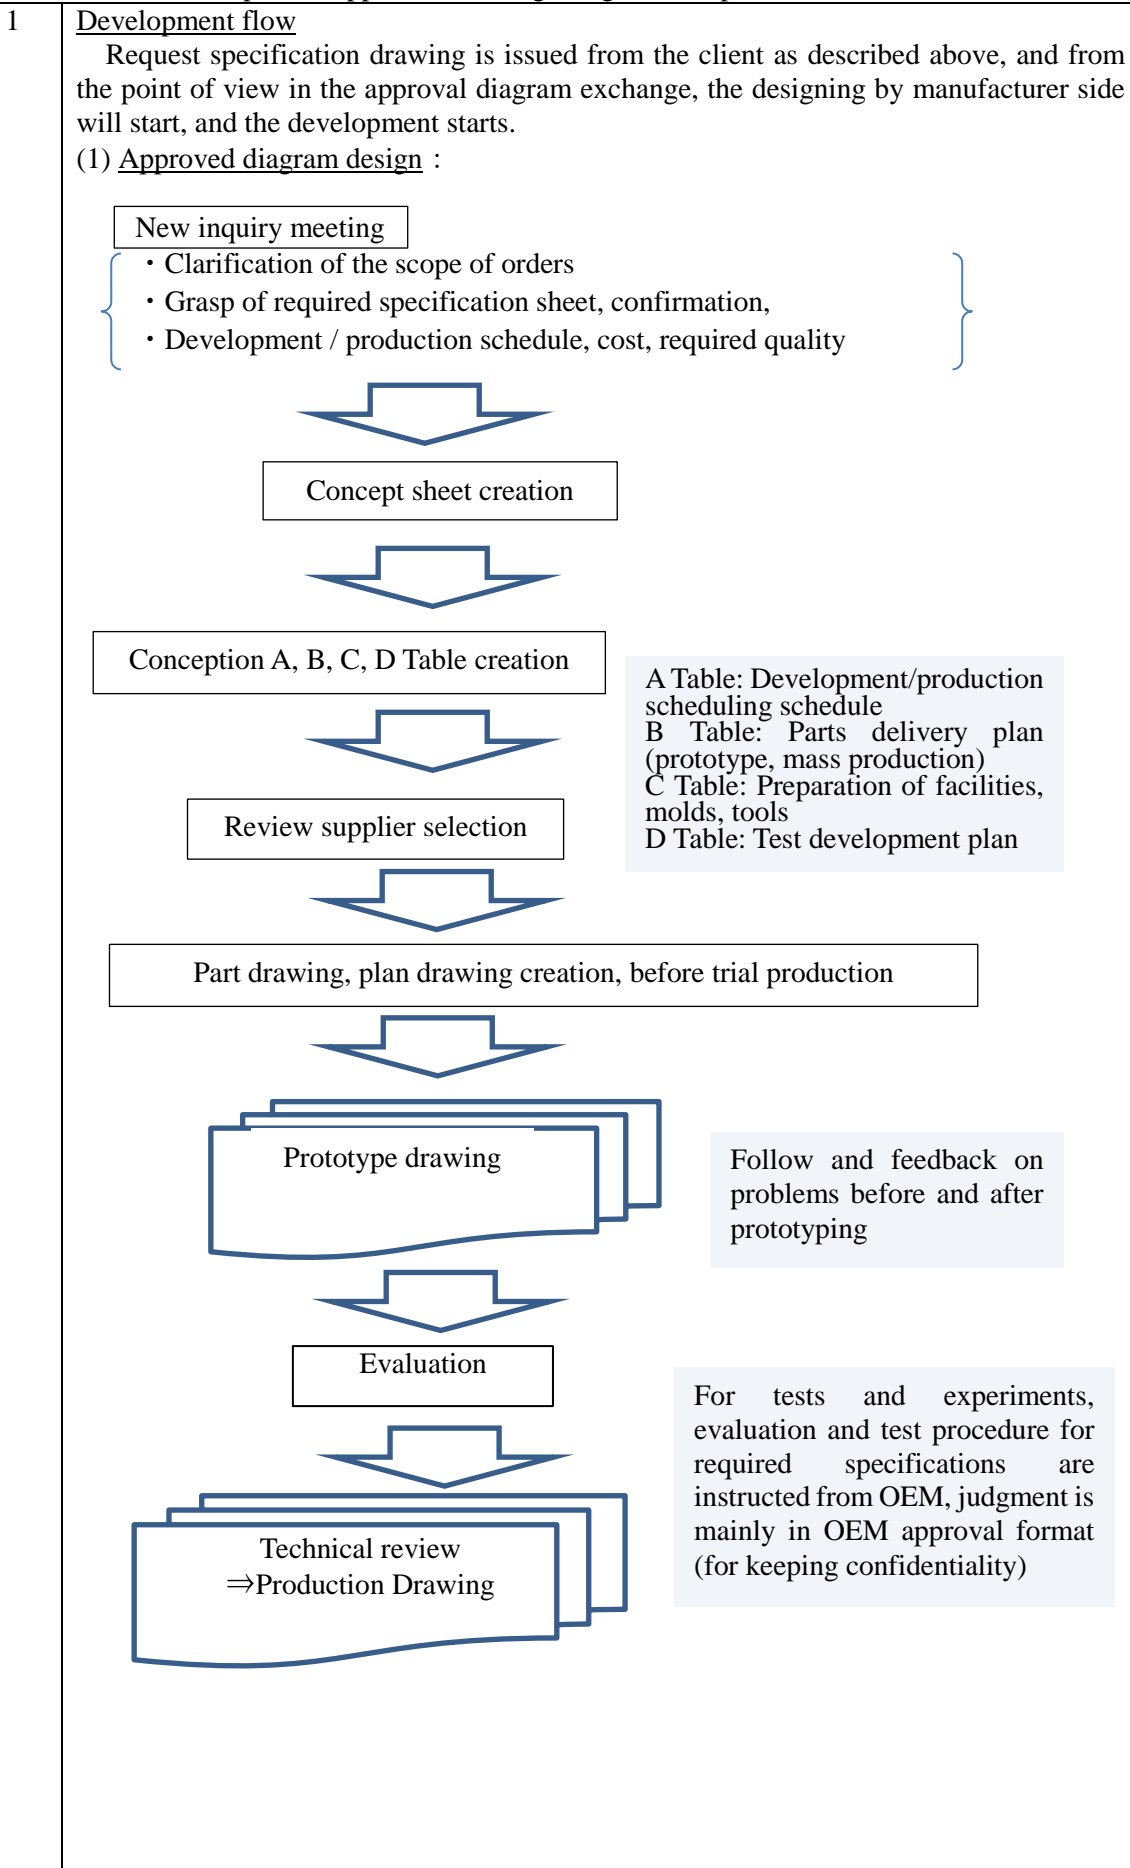 1
Development flow
Request specification drawing is issued from the client as described above, and from
the point of view in the approval diagram exchange, the designing by manufacturer side
will start, and the development starts.
(1) Approved diagram design：
New inquiry meeting
・Clarification of the scope of orders
・Grasp of required specification sheet, confirmation,
・Development / production schedule, cost, required quality
Concept sheet creation
Conception A, B, C, D Table creation
A Table: Development/production
scheduling schedule
B Table: Parts delivery plan
(prototype, mass production)
C Table: Preparation of facilities,
molds, tools
D Table: Test development plan
Review supplier selection
Part drawing, plan drawing creation, before trial production
Prototype drawing
Follow and feedback on
problems before and after
prototyping
Evaluation
For tests and experiments,
evaluation and test procedure for
required specifications are
instructed from OEM, judgment is
mainly in OEM approval format
(for keeping confidentiality)
Technical review
⇒Production Drawing